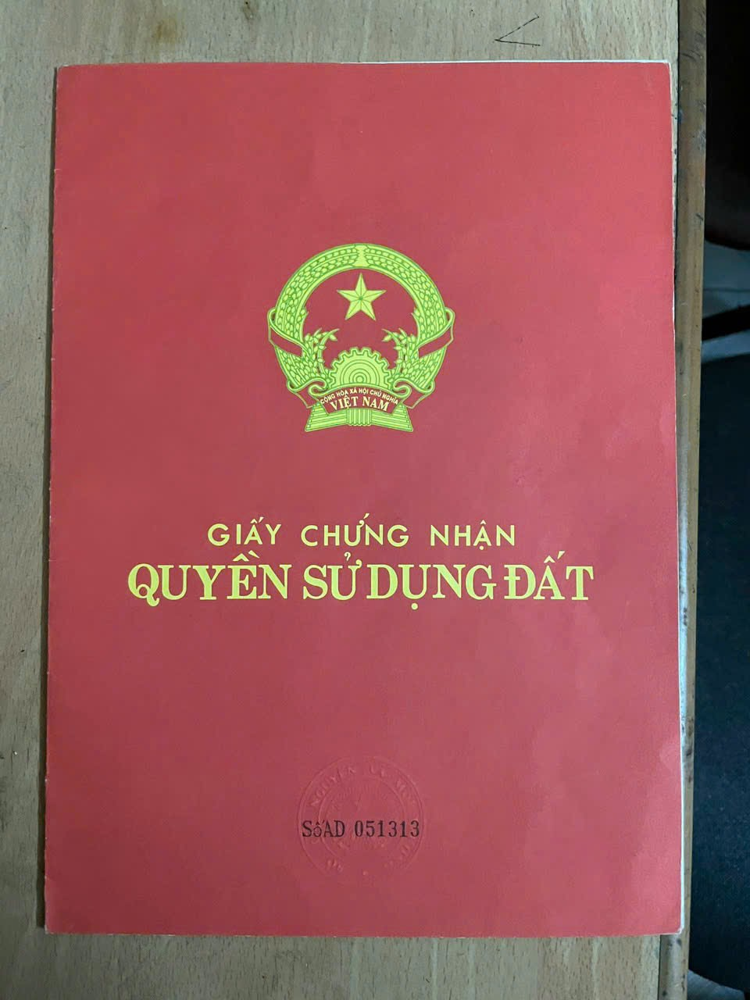 CỘNG HÒA XÃ HỘI CHỦ NGHĨA
VIỆT NAM
GIẤY CHỨNG NHẬN
QUYỀN SỬ DỤNG ĐẤT
SốAD 051313